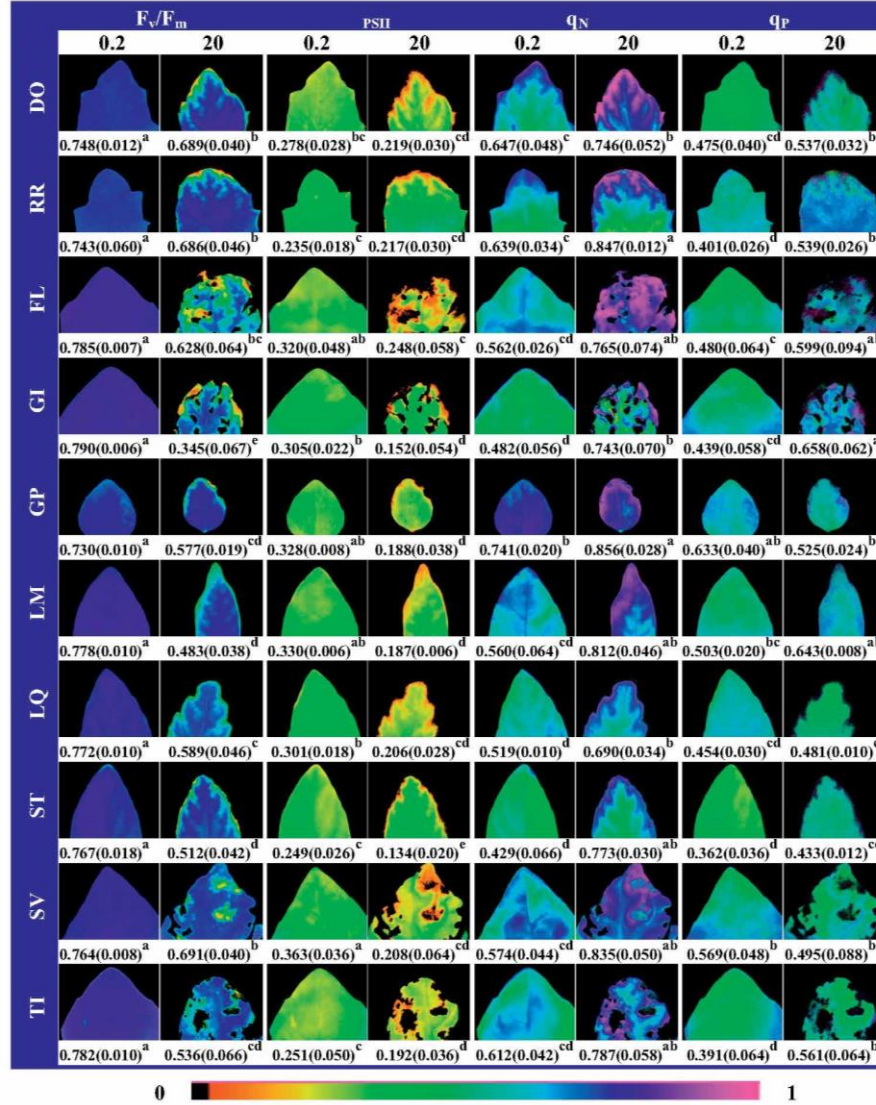 Fv/Fm PSII qN qP
0.2 20 0.2 20 0.2 20 0.2 20
DO
0.748(0.012)a 0.689(0.040)b 0.278(0.028)bc 0.219(0.030)cd 0.647(0.048)c 0.746(0.052)b 0.475(0.040)cd 0.537(0.032)b
RR
0.743(0.060)a 0.686(0.046)b 0.235(0.018)c 0.217(0.030)cd 0.639(0.034)c 0.847(0.012)a 0.401(0.026)d 0.539(0.026)b
FL
0.785(0.007)a 0.628(0.064)bc 0.320(0.048)ab 0.248(0.058)c 0.562(0.026)cd 0.765(0.074)ab 0.480(0.064)c 0.599(0.094)ab
GI
0.790(0.006)a 0.345(0.067)e 0.305(0.022)b 0.152(0.054)d 0.482(0.056)d 0.743(0.070)b 0.439(0.058)cd 0.658(0.062)a
GP
0.730(0.010)a 0.577(0.019)cd 0.328(0.008)ab 0.188(0.038)d 0.741(0.020)b 0.856(0.028)a 0.633(0.040)ab 0.525(0.024)b
LM
0.778(0.010)a 0.483(0.038)d 0.330(0.006)ab 0.187(0.006)d 0.560(0.064)cd 0.812(0.046)ab 0.503(0.020)bc 0.643(0.008)ab
LQ
0.772(0.010)a 0.589(0.046)c 0.301(0.018)b 0.206(0.028)cd 0.519(0.010)d 0.690(0.034)b 0.454(0.030)cd 0.481(0.010)
ST
0.767(0.018)a 0.512(0.042)d 0.249(0.026)c 0.134(0.020)e 0.429(0.066)d 0.773(0.030)ab 0.362(0.036)d 0.433(0.012)
SV
0.764(0.008)a 0.691(0.040)b 0.363(0.036)a 0.208(0.064)cd 0.574(0.044)cd 0.835(0.050)ab 0.569(0.048)b 0.495(0.088)
TI
0.782(0.010)a 0.536(0.066)cd 0.251(0.050)c 0.192(0.036)d 0.612(0.042)cd 0.787(0.058)ab 0.391(0.064)d 0.561(0.064)b
0 1